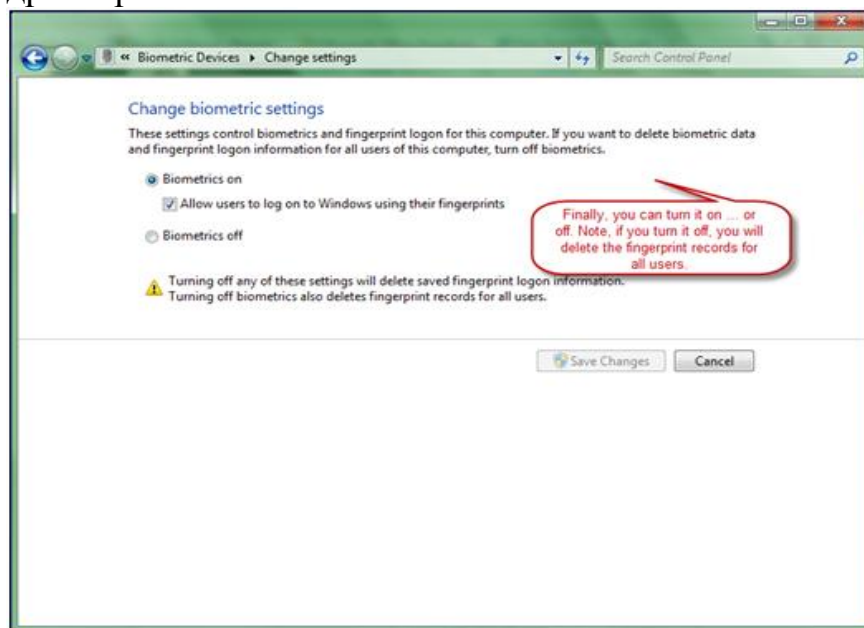 « Biometric Devices ▸ Change settings
Search Control Panel
Change biometric settings
These settings control biometrics and fingerprint logon for this computer. If you want to delete biometric data
and fingerprint logon information for all users of this computer, turn off biometrics.
Biometrics on
Allow users to log on to Windows using their fingerprints
Biometrics off
Finally, you can turn it on ... or
off. Note, if you turn it off, you will
delete the fingerprint records for
all users.
Turning off any of these settings will delete saved fingerprint logon information.
Turning off biometrics also deletes fingerprint records for all users.
Save Changes
Cancel